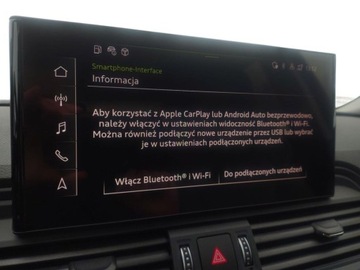 Smartphone-Interface
Informacja
Aby korzystać z Apple CarPlay lub Android Auto bezprzewodowo,
należy włączyć w ustawieniach widoczność Bluetooth® i Wi-Fi.
Można również podłączyć nowe urządzenie przez USB lub wybrać
je w ustawieniach podłączonych urządzeń.
Włącz Bluetooth® i Wi-Fi Do podłączonych urządzeń